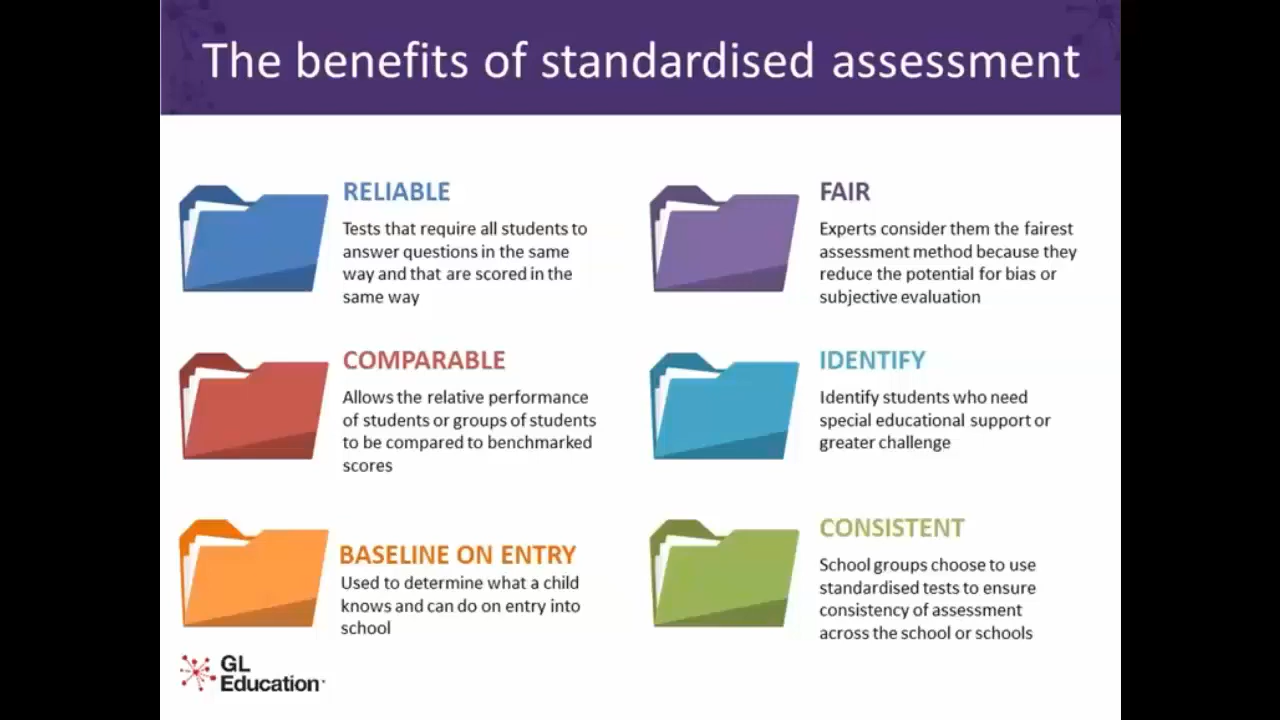 The benefits of standardised assessment
RELIABLE
Tests that require all students to
answer questions in the same
way and that are scored in the
same way
FAIR
Experts consider them the fairest
assessment method because they
reduce the potential for bias or
subjective evaluation
COMPARABLE
Allows the relative performance
of students or groups of students
to be compared to benchmarked
scores
IDENTIFY
Identify students who need
special educational support or
greater challenge
BASELINE ON ENTRY
Used to determine what a child
knows and can do on entry into
school
CONSISTENT
School groups choose to use
standardised tests to ensure
consistency of assessment
across the school or schools
GL
Education